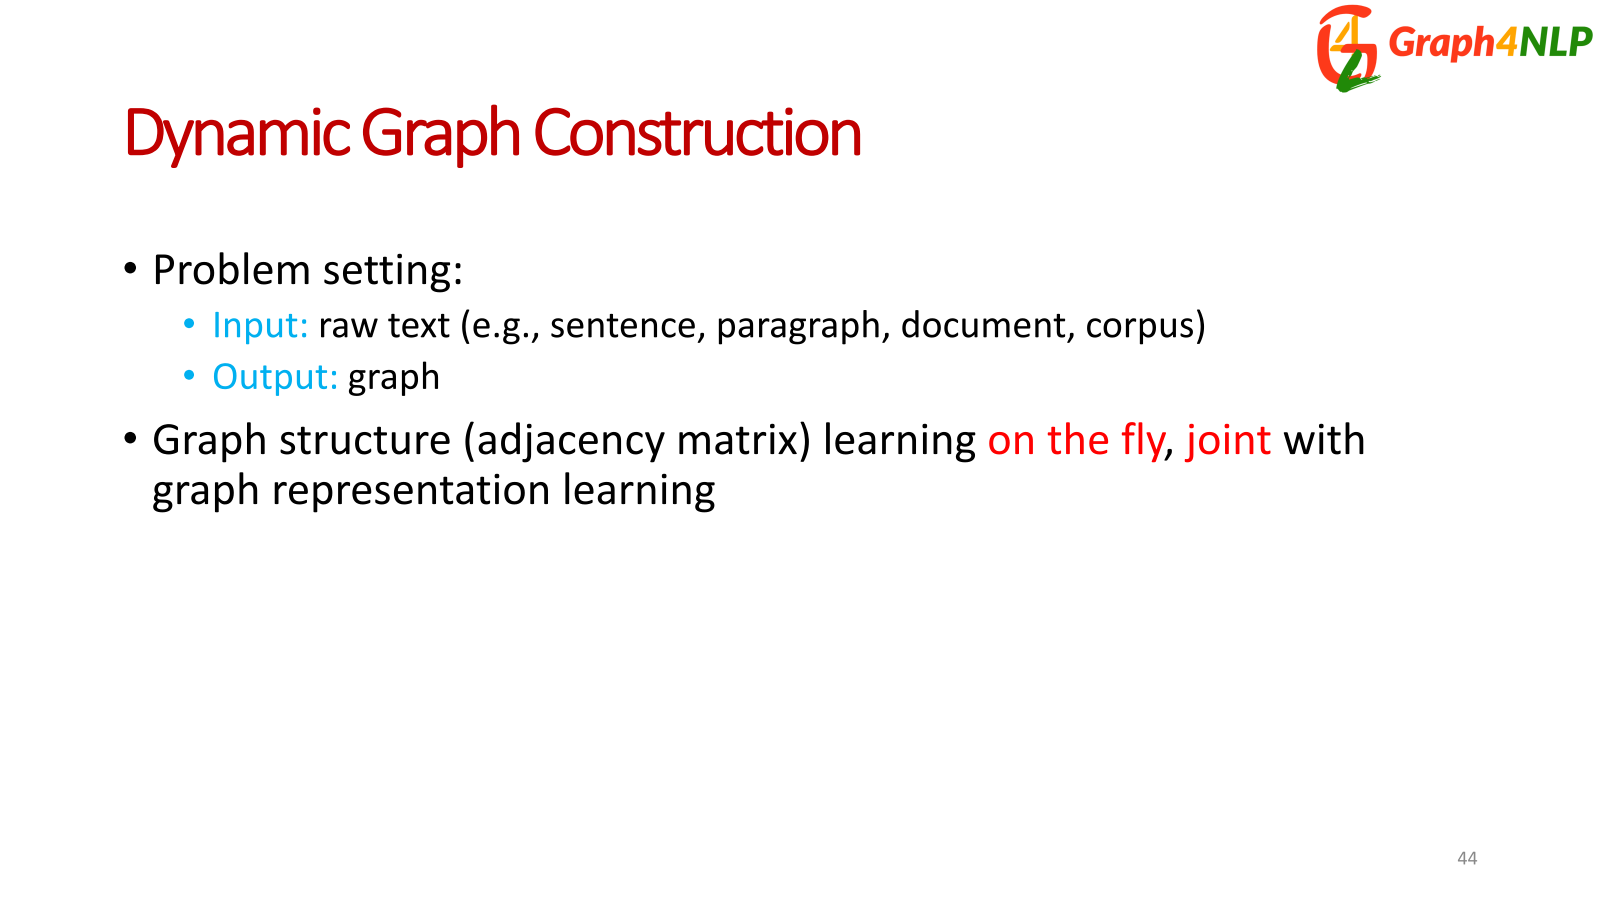 Graph4NLP
Dynamic Graph Construction
• Problem setting:
• Input: raw text (e.g., sentence, paragraph, document, corpus)
• Output: graph
• Graph structure (adjacency matrix) learning on the fly, joint with
graph representation learning
44